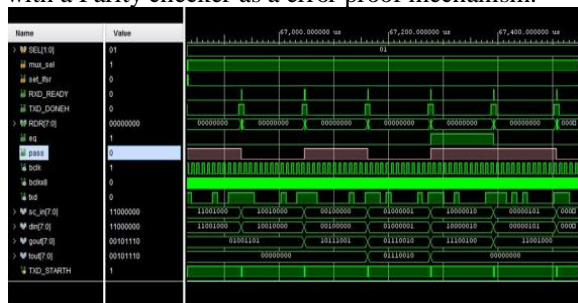 with a Parity checker as a error proof mechanism.
Name Value
67,000.000000 us 67,200.000000 us 67,400.000000 us
SEL[1:0] 01 01
mux_sel 1
set_lfsr 0
RXD_READY 0
TXD_DONEH 0
RDR[7:0] 00000000 00000000 00000000 00000000 00000000 00000000 00000000
eq 1
pass 0
bclk 1
bclkx8 0
txd 0
sc_in[7:0] 11000000 11001000 10010000 00100000 01000001 10000010 00000101
din[7:0] 11000000 11001000 10010000 00100000 01000001 10000010 00000101
gout[7:0] 00101101 01001101 10111001 01110010 11100100 11001000
tout[7:0] 01110010 00000000 01110010 00000000
TXD_STARTH 1